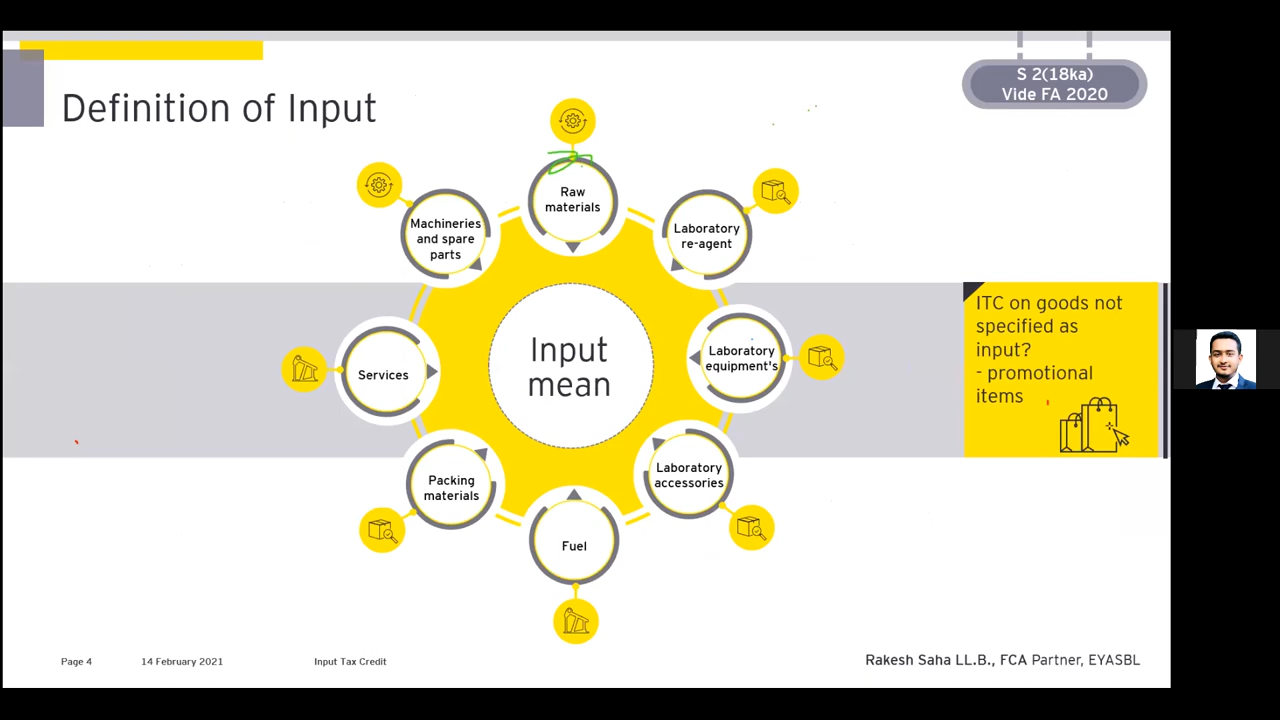 S 2(18ka)
Vide FA 2020
Definition of Input
Raw
materials
Machineries
and spare
parts
Laboratory
re-agent
Input
mean
Services
Laboratory
equipment's
ITC on goods not
specified as
input?
- promotional
items
Packing
materials
Laboratory
accessories
Fuel
Page 4
14 February 2021
Input Tax Credit
Rakesh Saha LL.B., FCA Partner, EYASBL